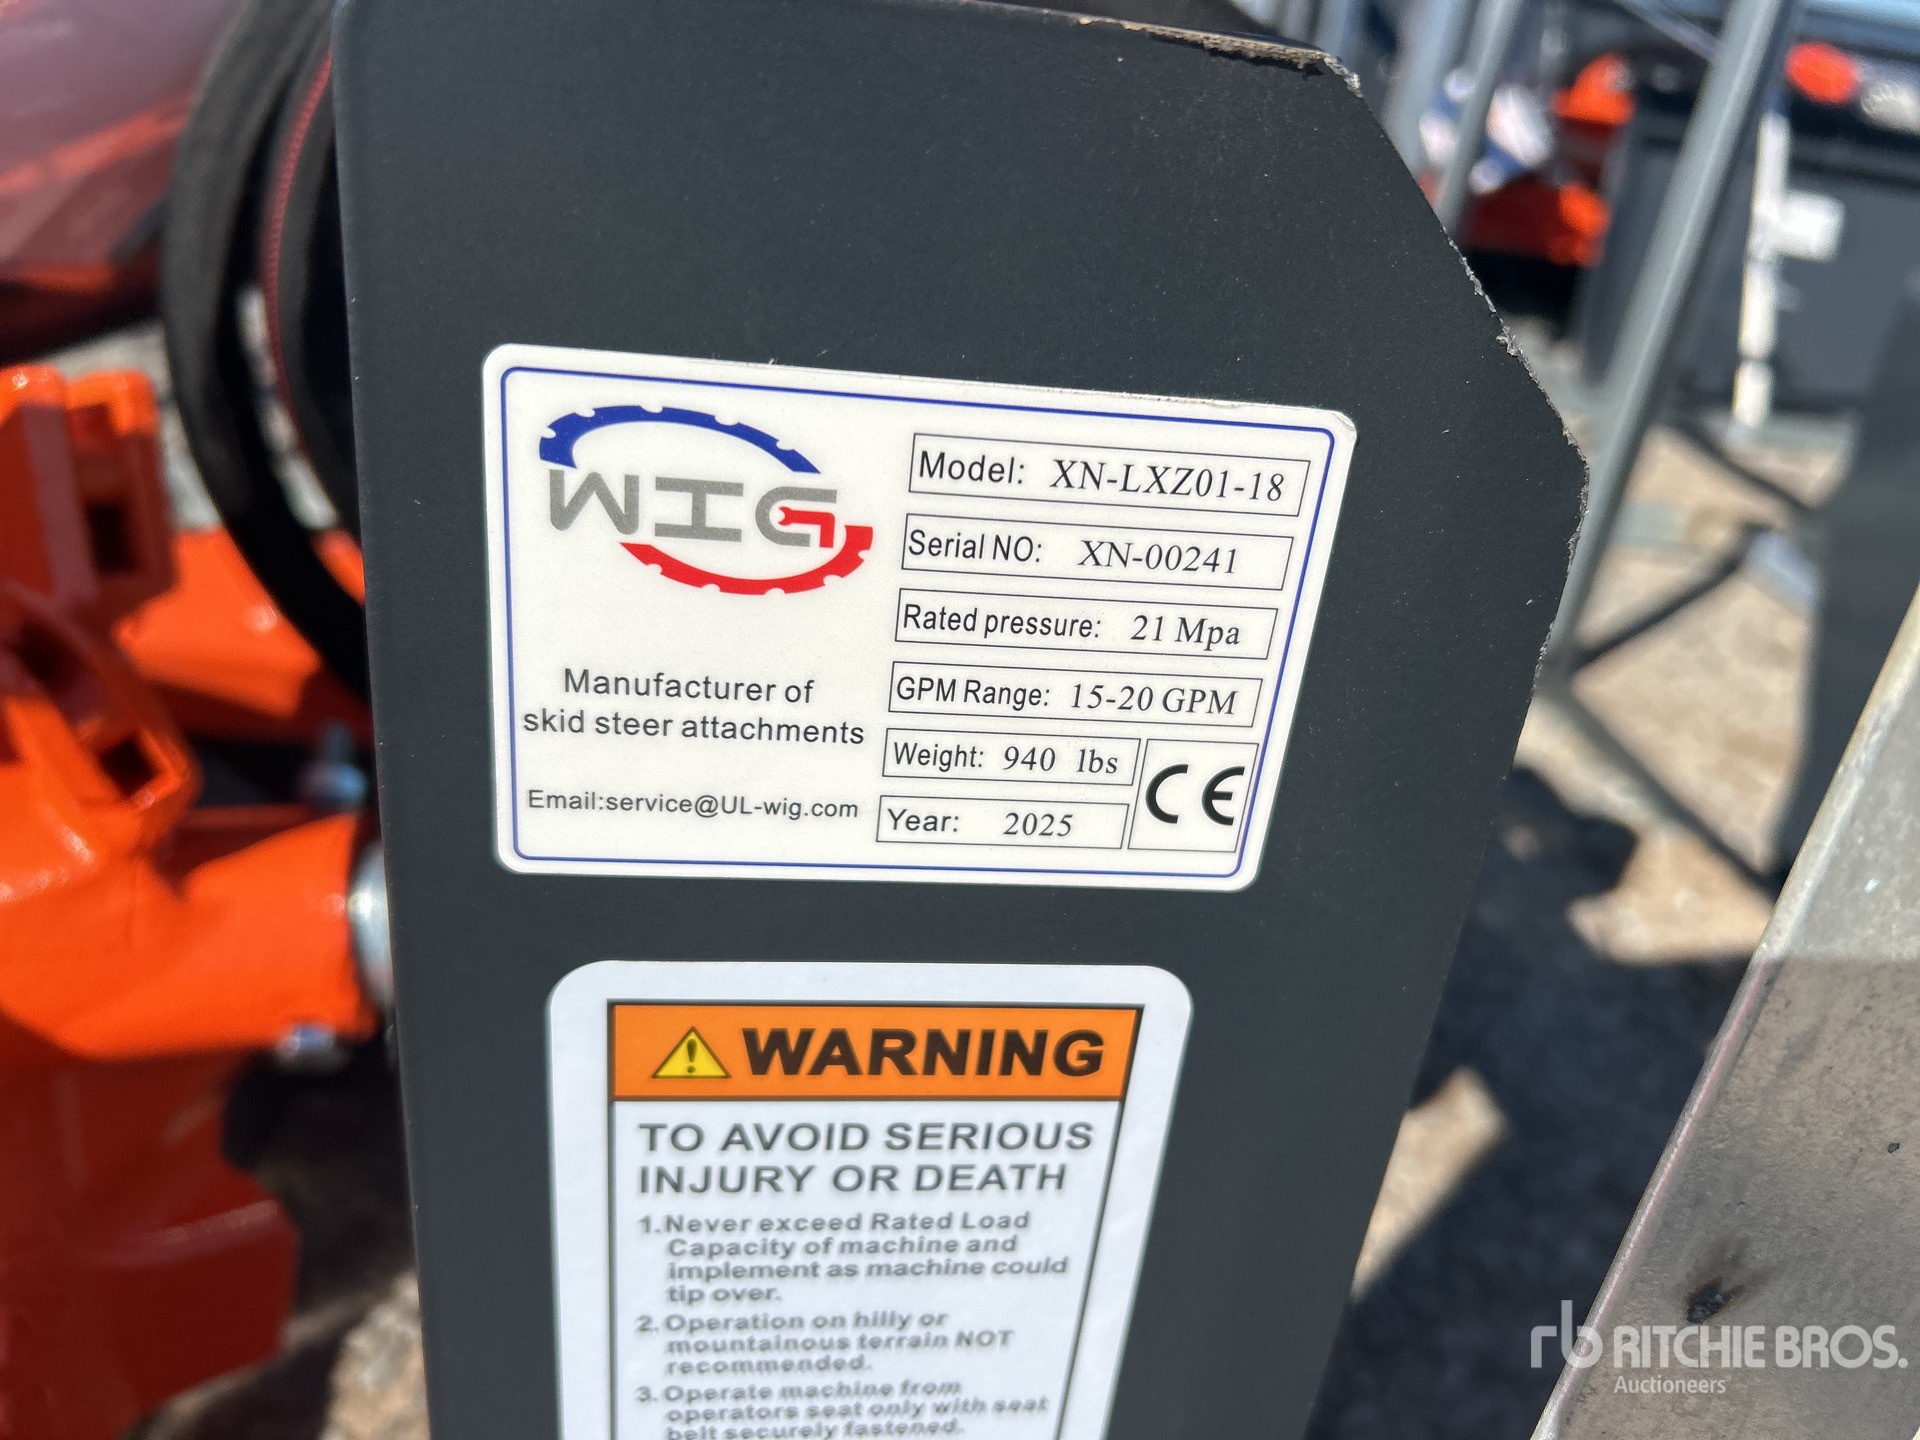 WIG
Manufacturer of
skid steer attachments
Email:service@UL-wig.com
Model: XN-LXZ01-18
Serial NO: XN-00241
Rated pressure: 21 Mpa
GPM Range: 15-20 GPM
Weight: 940 lbs
Year: 2025
CE
WARNING
TO AVOID SERIOUS
INJURY OR DEATH
1. Never exceed Rated Load
Capacity of machine and
implement as machine could
tip over.
2. Operation on hilly or
mountainous terrain NOT
recommended.
3. Operate machine from
operators seat only with seat
belt securely fastened.
rb RITCHIE BROS.
Auctioneers